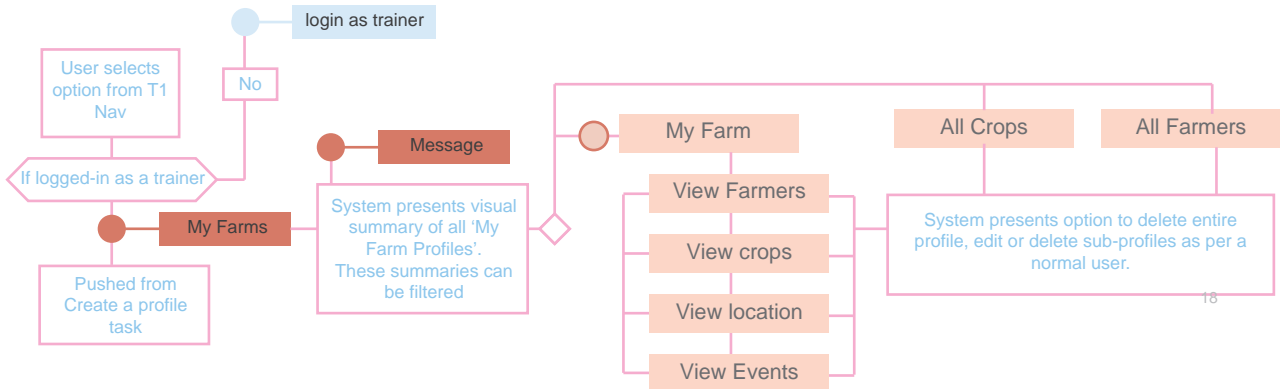 login as trainer
User selects
option from T1
Nav
No
If logged-in as a trainer
My Farms
Pushed from
Create a profile
task
Message
System presents visual
summary of all ‘My
Farm Profiles’.
These summaries can
be filtered
My Farm
View Farmers
View crops
View location
View Events
All Crops
All Farmers
System presents option to delete entire
profile, edit or delete sub-profiles as per a
normal user.
18